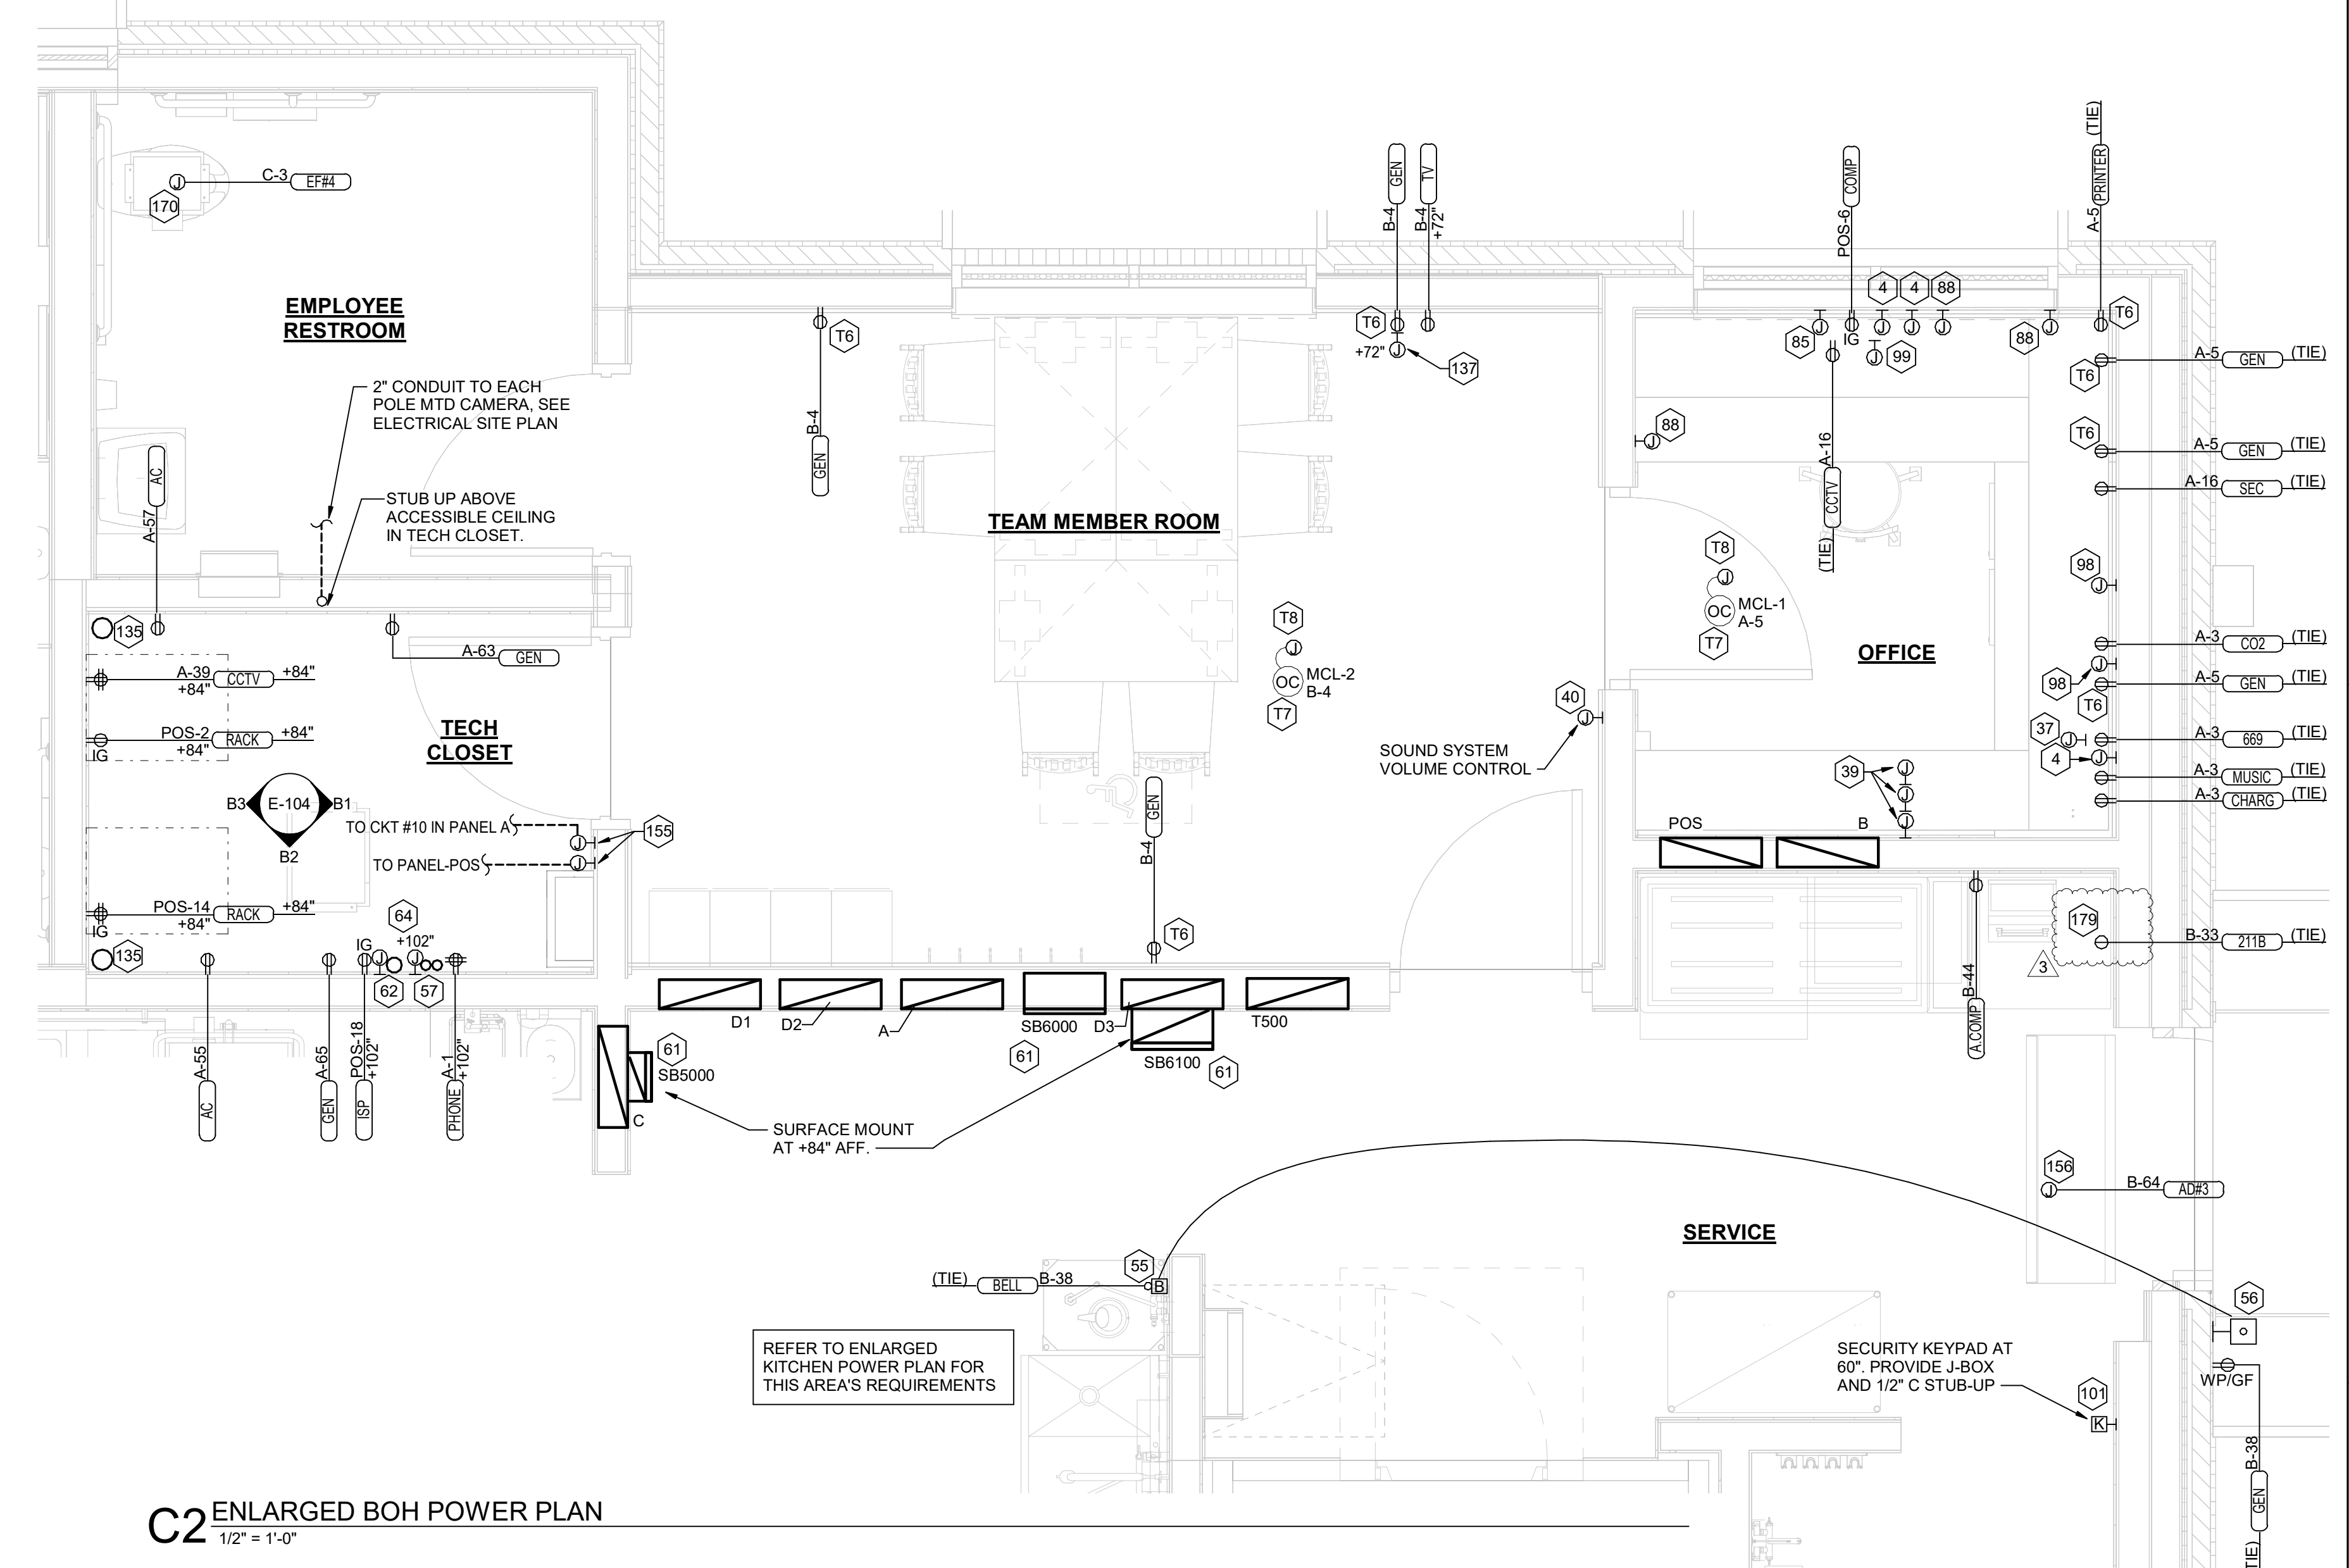 (TIE)
PRINTER
A-5
GEN
B-4
TV
B-4
+72"
COMP
POS-6
C-3
EF#4
J
170
EMPLOYEE
RESTROOM
4
4
88
T6
T6
T6
+72"
J
137
85
J
IG
J
J
J
J
99
88
J
A-5
GEN
(TIE)
T6
2" CONDUIT TO EACH
POLE MTD CAMERA, SEE
ELECTRICAL SITE PLAN
B-4
GEN
88
J
T6
A-5
GEN
(TIE)
A-16
CCTV
(TIE)
A-16
SEC
(TIE)
AC
A-57
STUB UP ABOVE
ACCESSIBLE CEILING
IN TECH CLOSET.
TEAM MEMBER ROOM
T8
J
OC
MCL-1
A-5
T7
98
J
135
A-63
GEN
T8
J
OC
MCL-2
B-4
T7
OFFICE
A-3
CO2
(TIE)
J
98
A-5
GEN
(TIE)
T6
A-39
CCTV
+84"
+84"
40
J
SOUND SYSTEM
VOLUME CONTROL
POS-2
RACK
+84"
+84"
IG
TECH
CLOSET
37
J
A-3
669
(TIE)
4
J
A-3
MUSIC
(TIE)
A-3
CHARG
(TIE)
39
J
J
J
B3
E-104
B1
B2
TO CKT #10 IN PANEL A
J
155
TO PANEL-POS
J
GEN
B-4
T6
POS
B
POS-14
RACK
+84"
+84"
IG
64
+102"
IG
J
J
135
62
57
179
B-33
211B
(TIE)
3
B-44
A.COMP
A-55
AC
A-65
GEN
POS-18
+102"
ISP
A-1
+102"
PHONE
D1
D2
A
SB6000
D3
T500
61
SB5000
61
SB6100
61
C
SURFACE MOUNT
AT +84" AFF.
156
J
B-64
AD#3
SERVICE
(TIE)
BELL
B-38
55
B
56
REFER TO ENLARGED
KITCHEN POWER PLAN FOR
THIS AREA'S REQUIREMENTS
SECURITY KEYPAD AT
60". PROVIDE J-BOX
AND 1/2" C STUB-UP
101
K
WP/GF
B-38
GEN
(TIE)
C2
ENLARGED BOH POWER PLAN
1/2" = 1'-0"